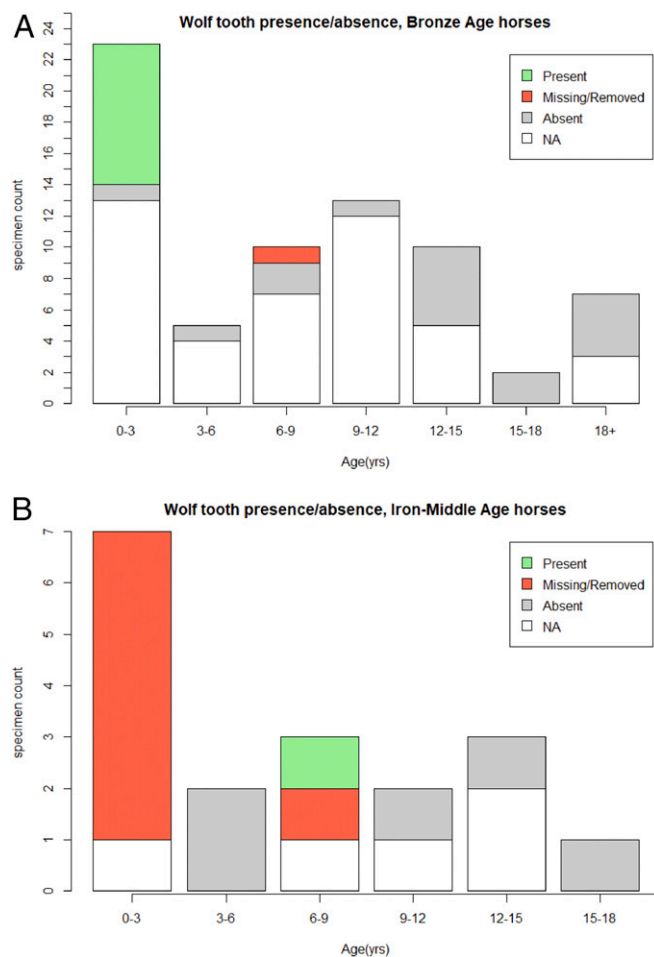 A
Wolf tooth presence/absence, Bronze Age horses
24
22
20
18
16
14
12
10
8
6
4
2
0
specimen count
Present
Missing/Removed
Absent
NA
0-3 3-6 6-9 9-12 12-15 15-18 18+
Age(yrs)
B
Wolf tooth presence/absence, Iron-Middle Age horses
7
6
5
4
3
2
1
0
specimen count
Present
Missing/Removed
Absent
NA
0-3 3-6 6-9 9-12 12-15 15-18
Age(yrs)